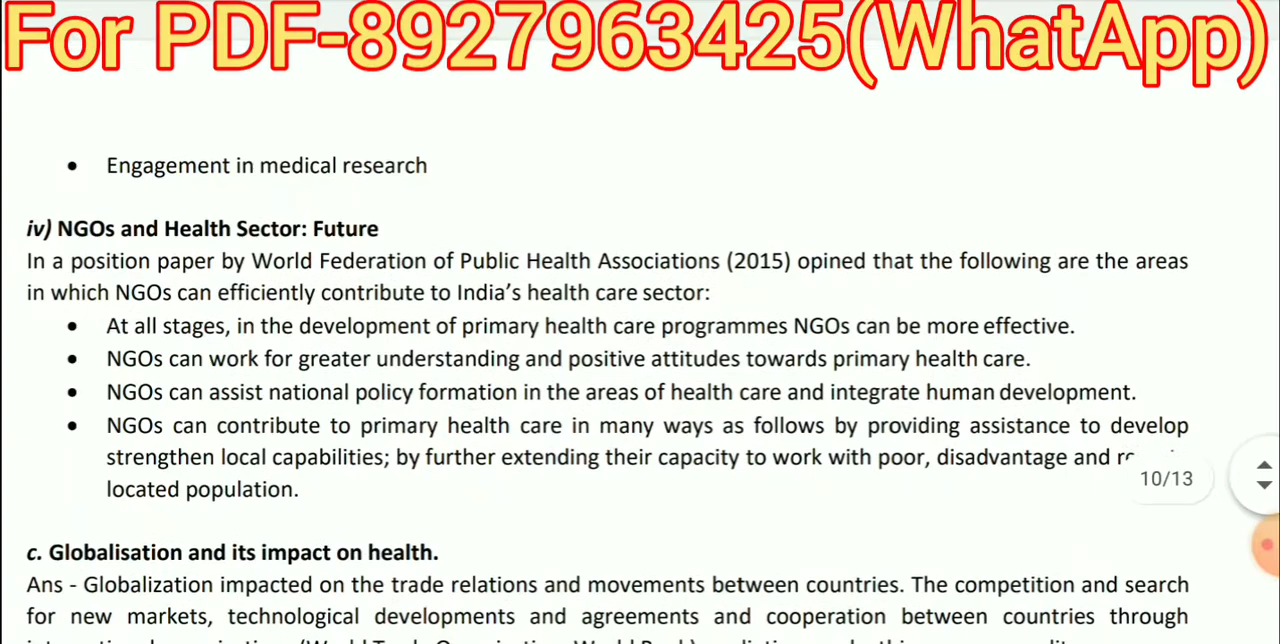 For PDF-8927963425(WhatApp)
• Engagement in medical research
iv) NGOs and Health Sector: Future
In a position paper by World Federation of Public Health Associations (2015) opined that the following are the areas
in which NGOs can efficiently contribute to India's health care sector:
• At all stages, in the development of primary health care programmes NGOs can be more effective.
• NGOs can work for greater understanding and positive attitudes towards primary health care.
• NGOs can assist national policy formation in the areas of health care and integrate human development.
• NGOs can contribute to primary health care in many ways as follows by providing assistance to develop
strengthen local capabilities; by further extending their capacity to work with poor, disadvantage and
located population.
10/13
c. Globalisation and its impact on health.
Ans - Globalization impacted on the trade relations and movements between countries. The competition and search
for new markets, technological developments and agreements and cooperation between countries through